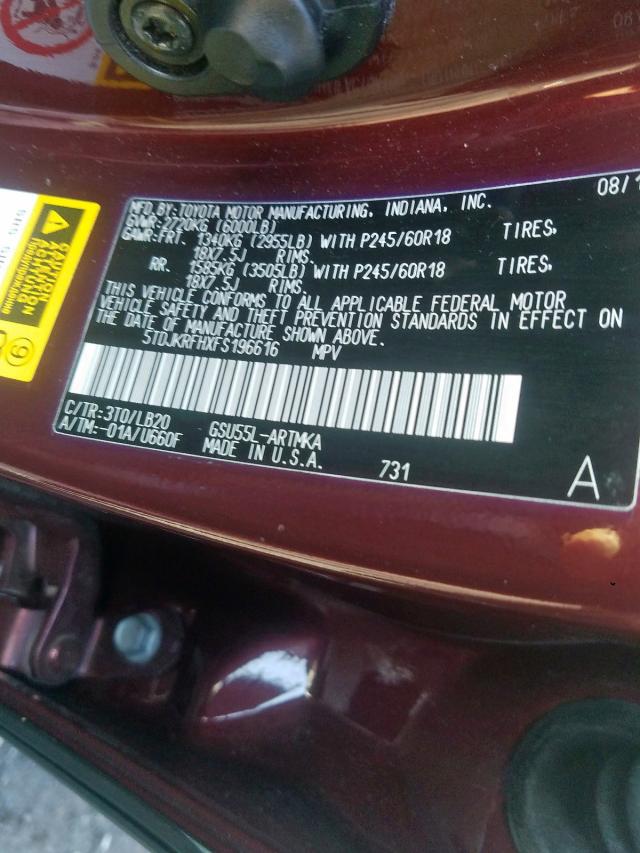 MFD.BY:TOYOTA MOTOR MANUFACTURING, INDIANA, INC. 08/1
GVWR:2720KG (6000LB)
GAWR:FRT. 1340KG (2955LB) WITH P245/60R18 TIRES,
18X7.5J RIMS.
RR. 1585KG (3505LB) WITH P245/60R18 TIRES,
18X7.5J RIMS.
THIS VEHICLE CONFORMS TO ALL APPLICABLE FEDERAL MOTOR
VEHICLE SAFETY AND THEFT PREVENTION STANDARDS IN EFFECT ON
THE DATE OF MANUFACTURE SHOWN ABOVE.
5TDJKRFHXFS196616 MPV
C/TR:3T0/LB20 GSU55L-ARTMKA
A/TM:-01A/U660F MADE IN U.S.A. 731 A
CAUTION
ATTENTION